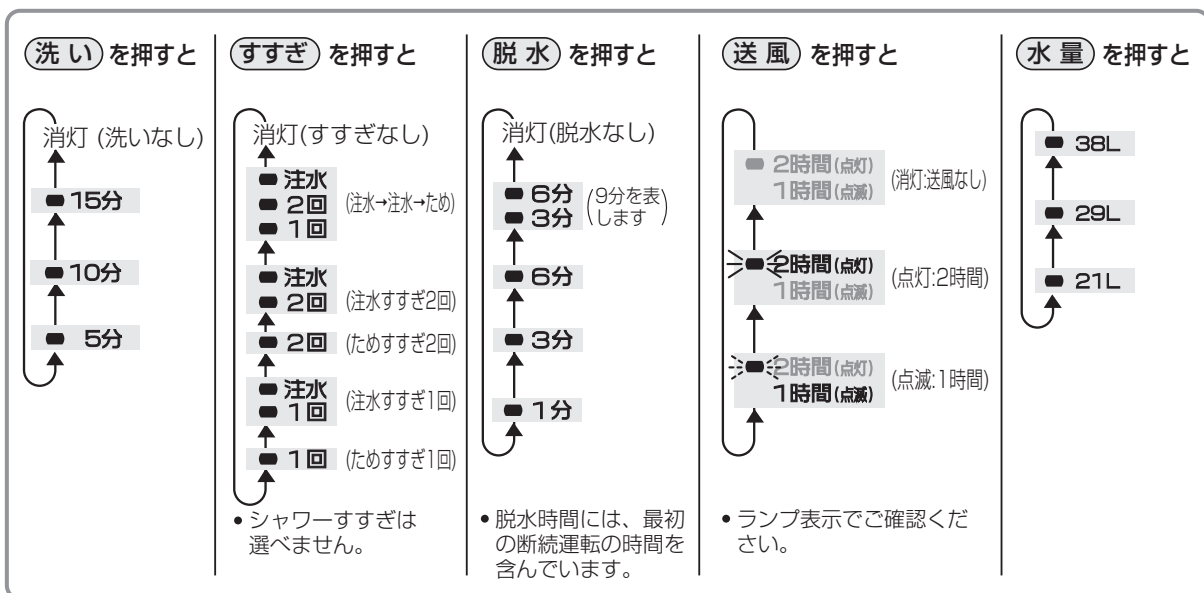 洗い を押すと
消灯 (洗いなし)
15分
10分
5分
すすぎ を押すと
消灯(すすぎなし)
注水
2回 (注水→注水→ため)
1回
注水
2回 (注水すすぎ2回)
2回 (ためすすぎ2回)
注水
1回 (注水すすぎ1回)
1回 (ためすすぎ1回)
•シャワーすすぎは
選べません。
脱水 を押すと
消灯(脱水なし)
6分 (9分を表
3分 します)
6分
3分
1分
•脱水時間には、最初
の断続運転の時間を
含んでいます。
送風 を押すと
2時間(点灯)
1時間(点滅) (消灯:送風なし)
2時間(点灯)
1時間(点滅) (点灯:2時間)
2時間(点灯)
1時間(点滅) (点滅:1時間)
•ランプ表示でご確認くだ
さい。
水量 を押すと
38L
29L
21L